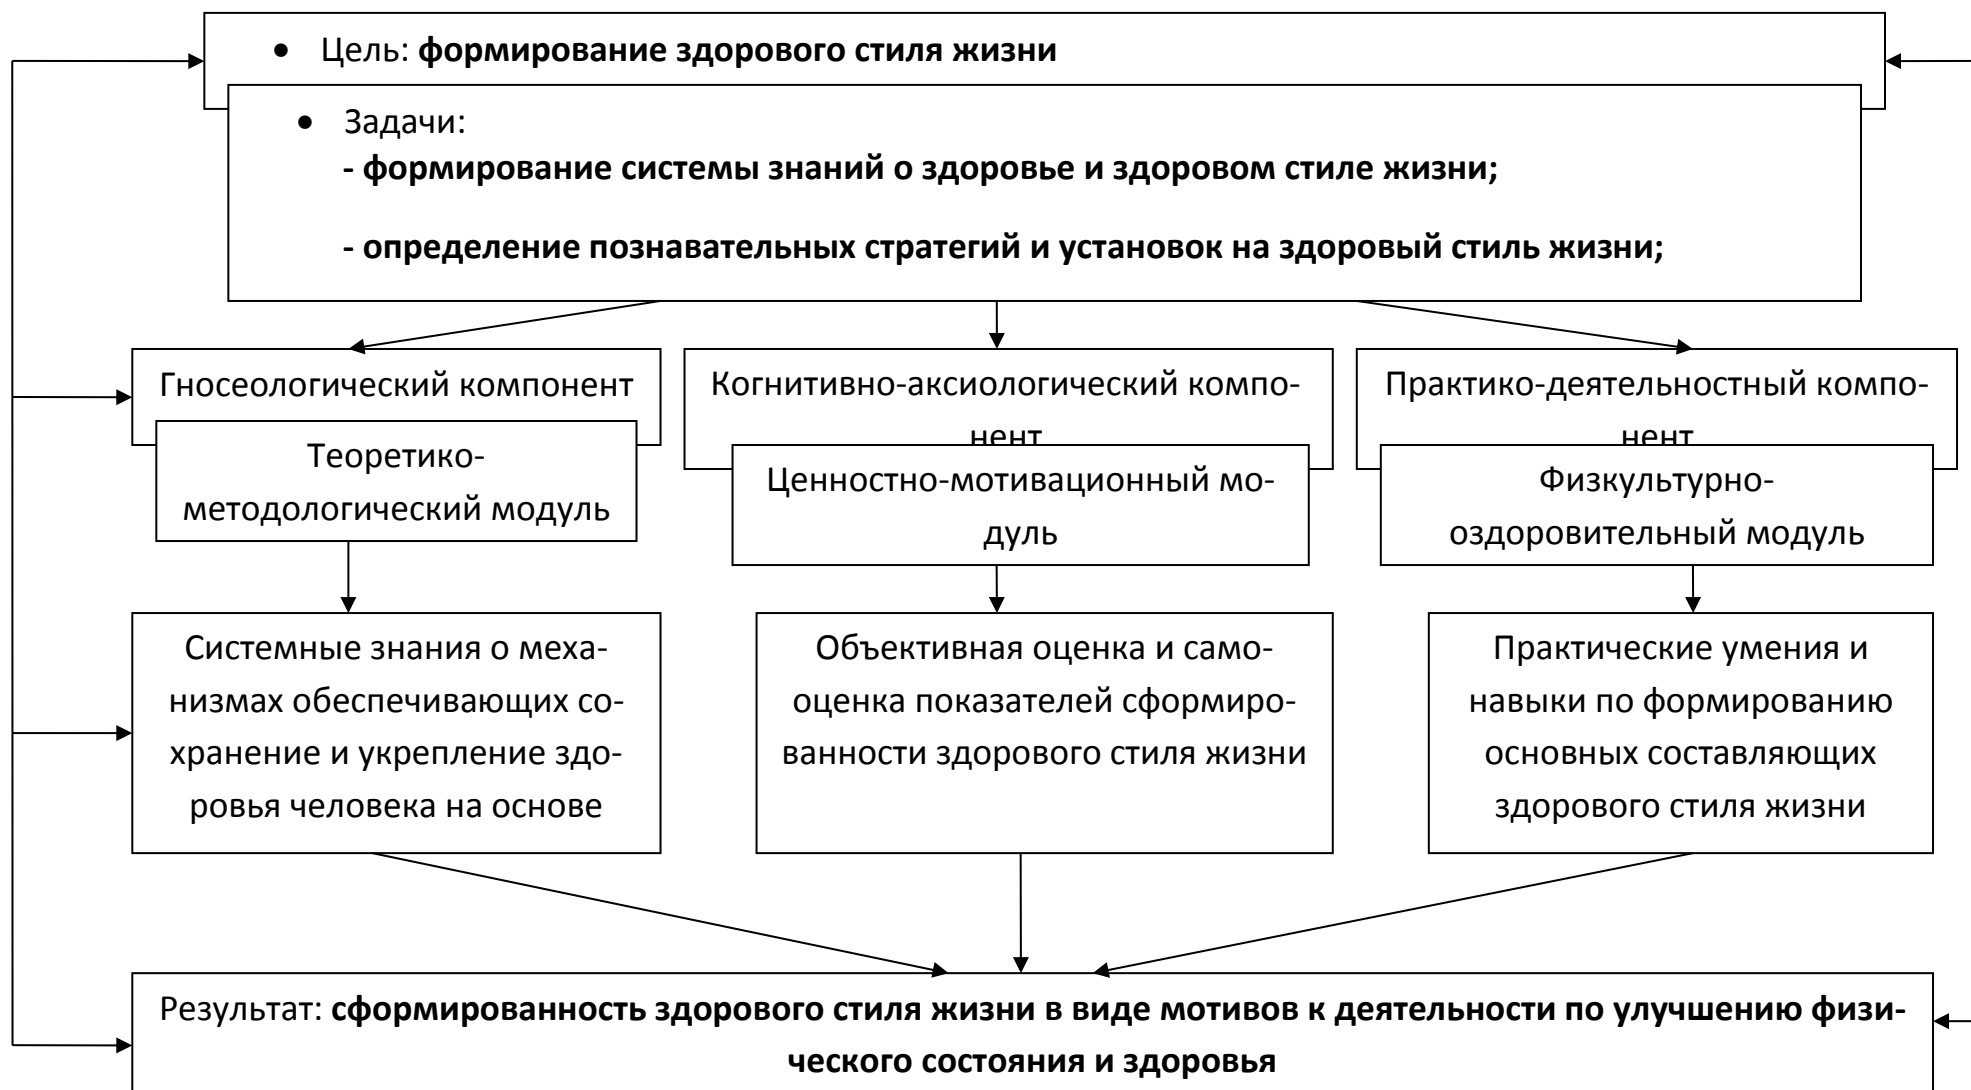 • Цель: формирование здорового стиля жизни
• Задачи:
- формирование системы знаний о здоровье и здоровом стиле жизни;
- определение познавательных стратегий и установок на здоровый стиль жизни;
Гносеологический компонент
Теоретико-
методологический модуль
Когнитивно-аксиологический компо-
нент
Ценностно-мотивационный мо-
дуль
Практико-деятельностный компо-
нент
Физкультурно-
оздоровительный модуль
Системные знания о меха-
низмах обеспечивающих со-
хранение и укрепление здо-
ровья человека на основе
Объективная оценка и само-
оценка показателей сформиро-
ванности здорового стиля жизни
Практические умения и
навыки по формированию
основных составляющих
здорового стиля жизни
Результат: сформированность здорового стиля жизни в виде мотивов к деятельности по улучшению физи-
ческого состояния и здоровья